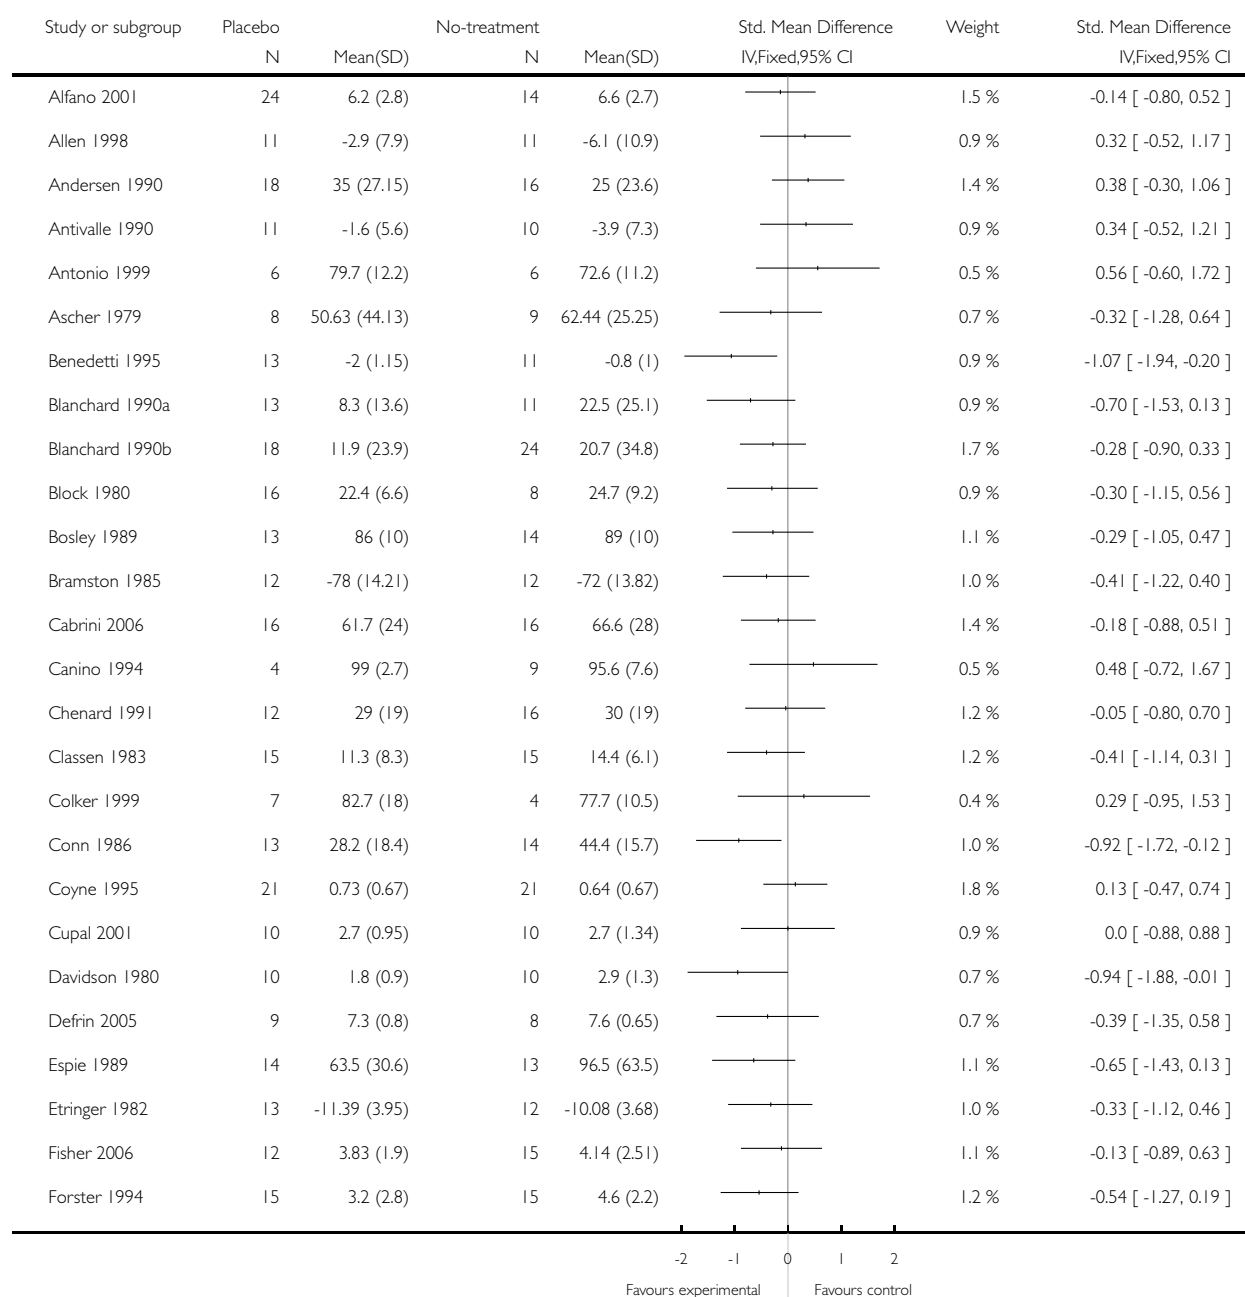 Study or subgroup Placebo No-treatment Std. Mean Difference Weight Std. Mean Difference
N Mean(SD) N Mean(SD) IV,Fixed,95% CI IV,Fixed,95% CI
Alfano 2001 24 6.2 (2.8) 14 6.6 (2.7) 1.5 % -0.14 [ -0.80, 0.52 ]
Allen 1998 11 -2.9 (7.9) 11 -6.1 (10.9) 0.9 % 0.32 [ -0.52, 1.17 ]
Andersen 1990 18 35 (27.15) 16 25 (23.6) 1.4 % 0.38 [ -0.30, 1.06 ]
Antivalle 1990 11 -1.6 (5.6) 10 -3.9 (7.3) 0.9 % 0.34 [ -0.52, 1.21 ]
Antonio 1999 6 79.7 (12.2) 6 72.6 (11.2) 0.5 % 0.56 [ -0.60, 1.72 ]
Ascher 1979 8 50.63 (44.13) 9 62.44 (25.25) 0.7 % -0.32 [ -1.28, 0.64 ]
Benedetti 1995 13 -2 (1.15) 11 -0.8 (1) 0.9 % -1.07 [ -1.94, -0.20 ]
Blanchard 1990a 13 8.3 (13.6) 11 22.5 (25.1) 0.9 % -0.70 [ -1.53, 0.13 ]
Blanchard 1990b 18 11.9 (23.9) 24 20.7 (34.8) 1.7 % -0.28 [ -0.90, 0.33 ]
Block 1980 16 22.4 (6.6) 8 24.7 (9.2) 0.9 % -0.30 [ -1.15, 0.56 ]
Bosley 1989 13 86 (10) 14 89 (10) 1.1 % -0.29 [ -1.05, 0.47 ]
Bramston 1985 12 -78 (14.21) 12 -72 (13.82) 1.0 % -0.41 [ -1.22, 0.40 ]
Cabrini 2006 16 61.7 (24) 16 66.6 (28) 1.4 % -0.18 [ -0.88, 0.51 ]
Canino 1994 4 99 (2.7) 9 95.6 (7.6) 0.5 % 0.48 [ -0.72, 1.67 ]
Chenard 1991 12 29 (19) 16 30 (19) 1.2 % -0.05 [ -0.80, 0.70 ]
Classen 1983 15 11.3 (8.3) 15 14.4 (6.1) 1.2 % -0.41 [ -1.14, 0.31 ]
Colker 1999 7 82.7 (18) 4 77.7 (10.5) 0.4 % 0.29 [ -0.95, 1.53 ]
Conn 1986 13 28.2 (18.4) 14 44.4 (15.7) 1.0 % -0.92 [ -1.72, -0.12 ]
Coyne 1995 21 0.73 (0.67) 21 0.64 (0.67) 1.8 % 0.13 [ -0.47, 0.74 ]
Cupal 2001 10 2.7 (0.95) 10 2.7 (1.34) 0.9 % 0.0 [ -0.88, 0.88 ]
Davidson 1980 10 1.8 (0.9) 10 2.9 (1.3) 0.7 % -0.94 [ -1.88, -0.01 ]
Defrin 2005 9 7.3 (0.8) 8 7.6 (0.65) 0.7 % -0.39 [ -1.35, 0.58 ]
Espie 1989 14 63.5 (30.6) 13 96.5 (63.5) 1.1 % -0.65 [ -1.43, 0.13 ]
Etringer 1982 13 -11.39 (3.95) 12 -10.08 (3.68) 1.0 % -0.33 [ -1.12, 0.46 ]
Fisher 2006 12 3.83 (1.9) 15 4.14 (2.51) 1.1 % -0.13 [ -0.89, 0.63 ]
Forster 1994 15 3.2 (2.8) 15 4.6 (2.2) 1.2 % -0.54 [ -1.27, 0.19 ]
-2 -1 0 1 2
Favours experimental Favours control